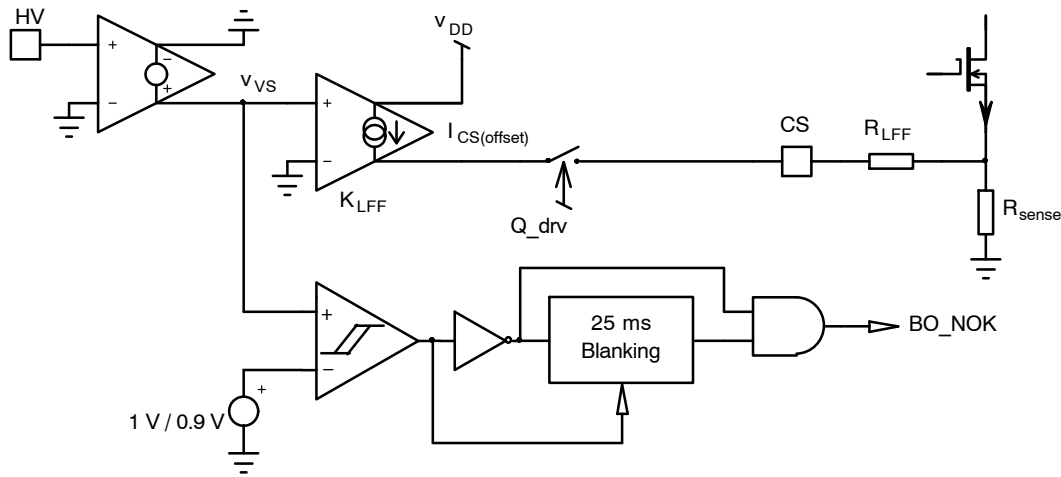 HV
v_DD
v_VS
I_CS(offset)
K_LFF
Q_drv
CS
R_LFF
R_sense
25 ms
Blanking
BO_NOK
1 V / 0.9 V